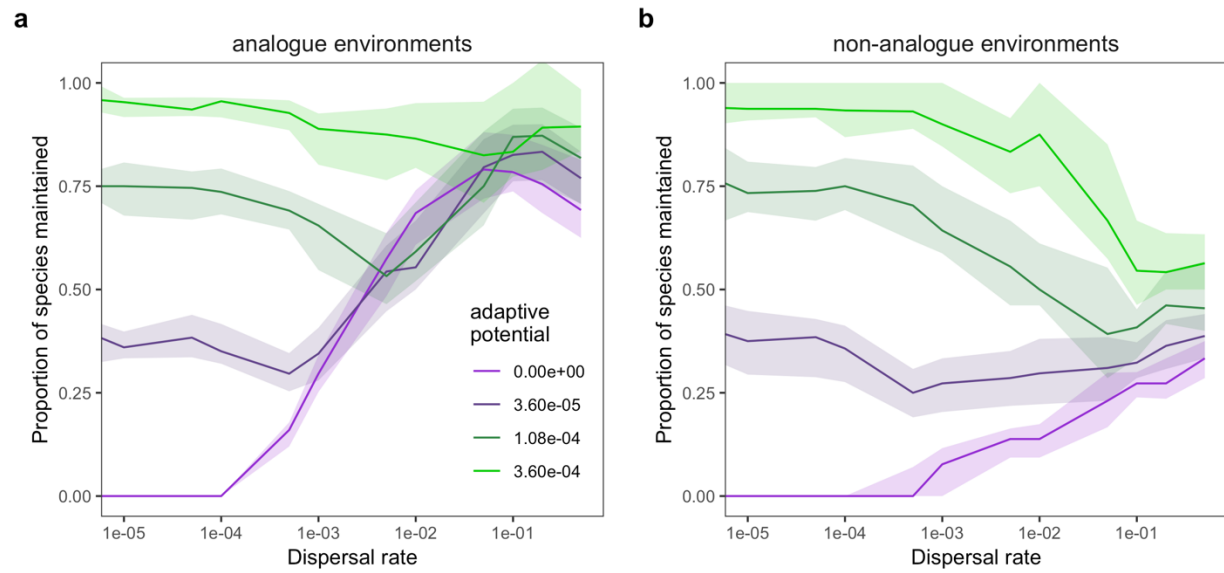 a
analogue environments
Proportion of species maintained
1.00
0.75
0.50
0.25
0.00
1e-05
1e-04
1e-03
1e-02
1e-01
Dispersal rate
adaptive
potential
0.00e+00
3.60e-05
1.08e-04
3.60e-04
b
non-analogue environments
Proportion of species maintained
1.00
0.75
0.50
0.25
0.00
1e-05
1e-04
1e-03
1e-02
1e-01
Dispersal rate